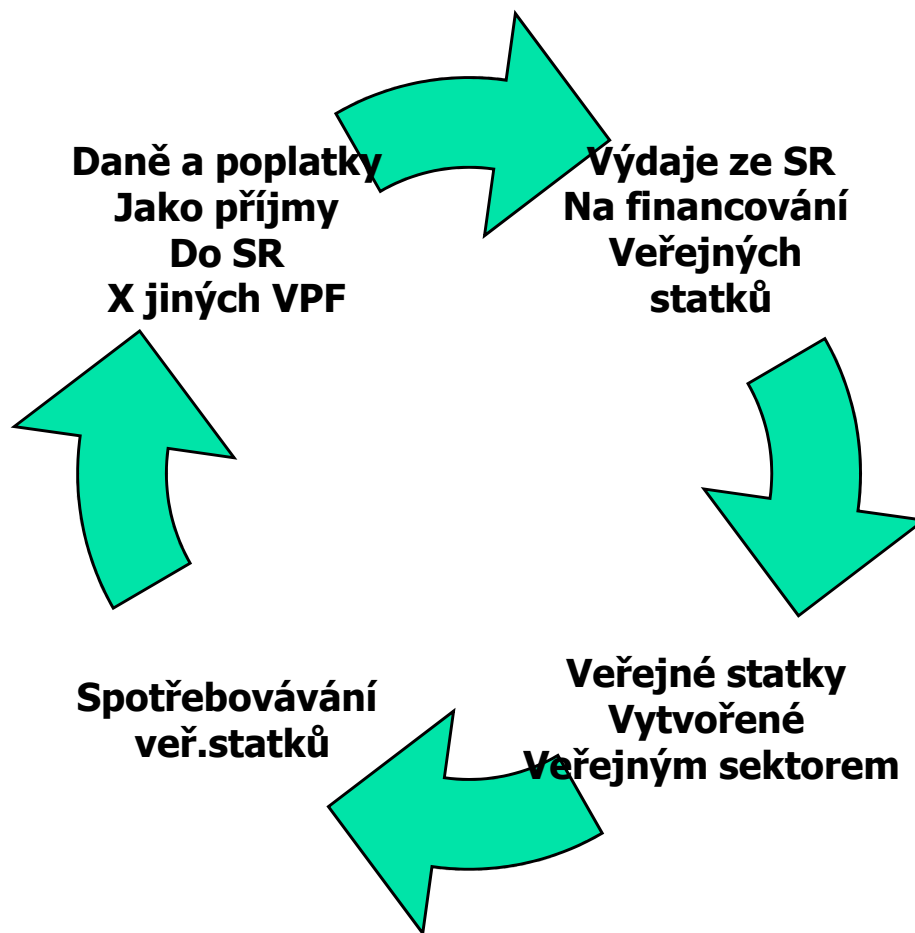 Daně a poplatky
Jako příjmy
Do SR
X jiných VPF
Výdaje ze SR
Na financování
Veřejných
statků
Veřejné statky
Vytvořené
Veřejným sektorem
Spotřebovávání
veř.statků